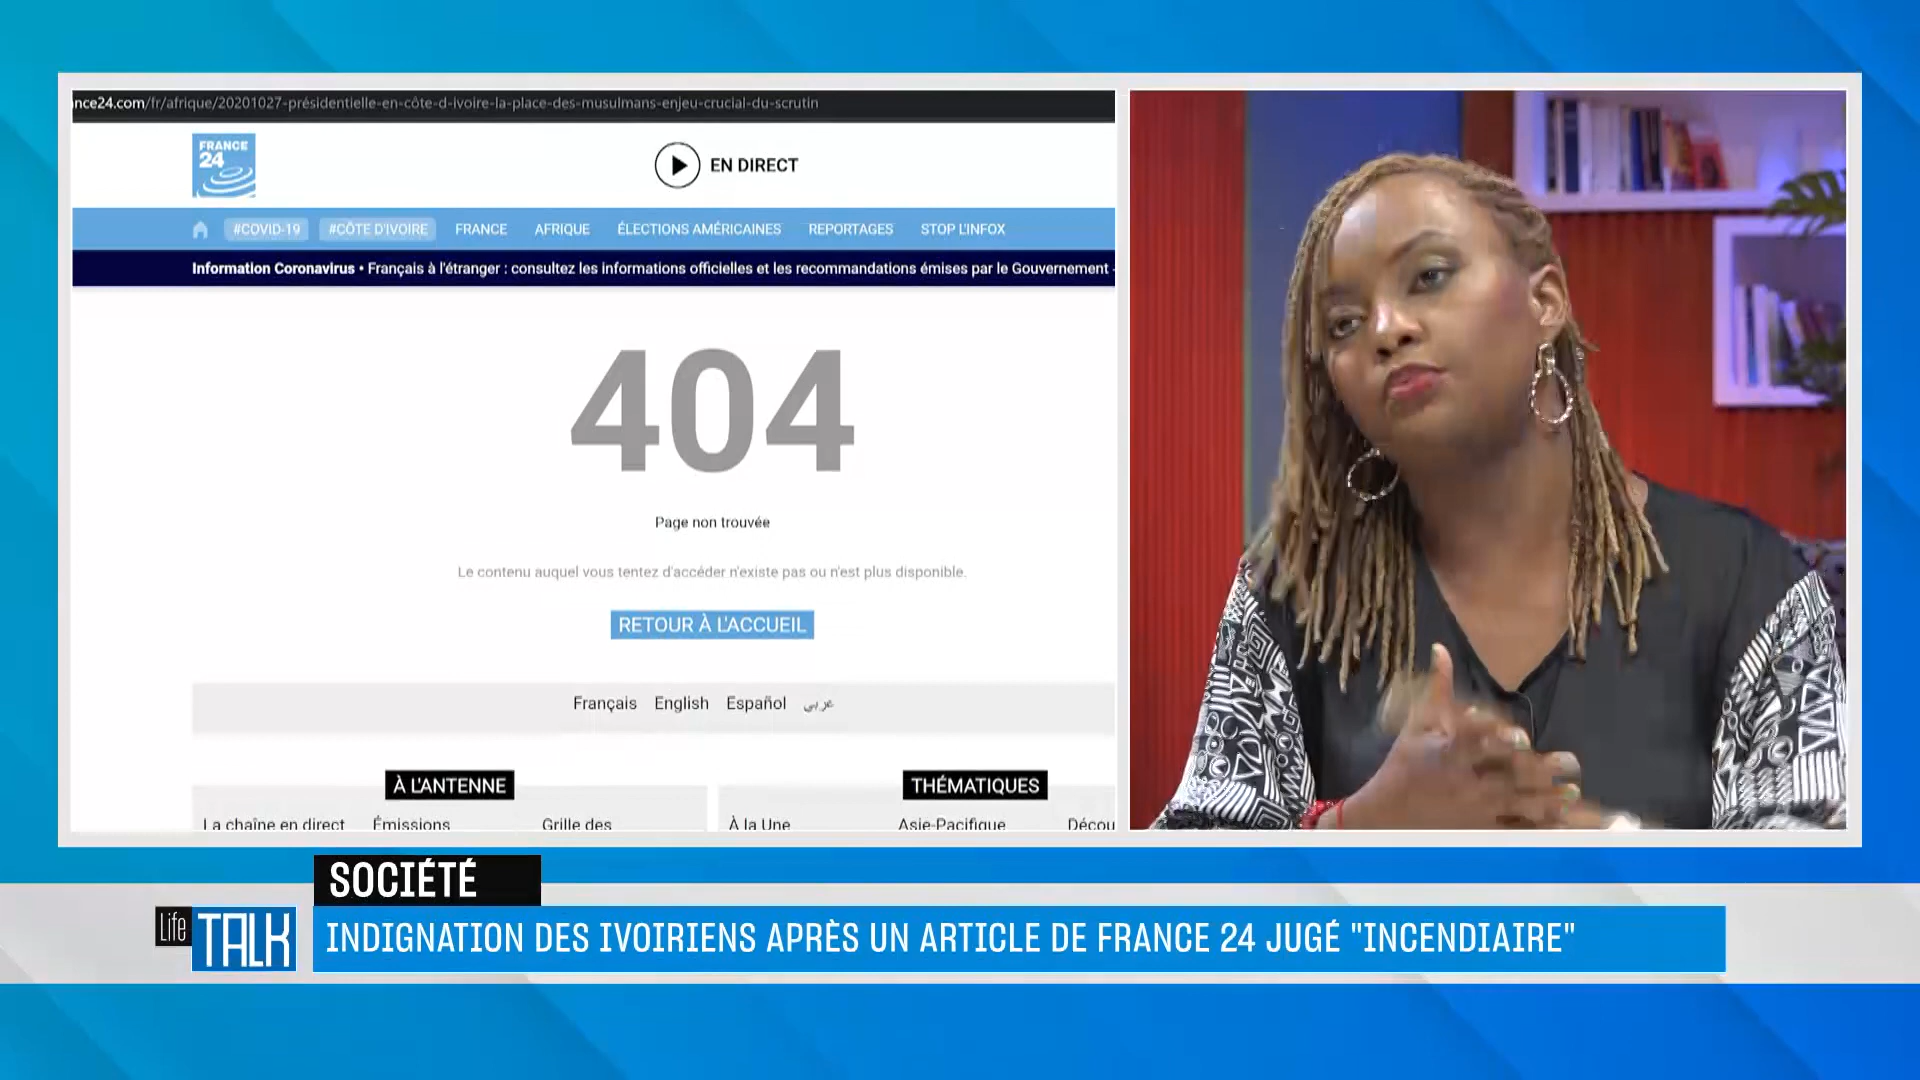 nce24.com/fr/afrique/20201027-présidentielle-en-côte-d-ivoire-la-place-des-musulmans-enjeu-crucial-du-scrutin
FRANCE
24
EN DIRECT
#COVID-19 #CÔTE D'IVOIRE FRANCE AFRIQUE ÉLECTIONS AMÉRICAINES REPORTAGES STOP L'INFOX
Information Coronavirus • Français à l'étranger : consultez les informations officielles et les recommandations émises par le Gouvernement -
404
Page non trouvée
Le contenu auquel vous tentez d'accéder n'existe pas ou n'est plus disponible.
RETOUR À L'ACCUEIL
Français English Español عربي
À L'ANTENNE
THÉMATIQUES
La chaîne en direct Émissions Grille des
À la Une Asie-Pacifique Décou
SOCIÉTÉ
Life TALK
INDIGNATION DES IVOIRIENS APRÈS UN ARTICLE DE FRANCE 24 JUGÉ "INCENDIAIRE"